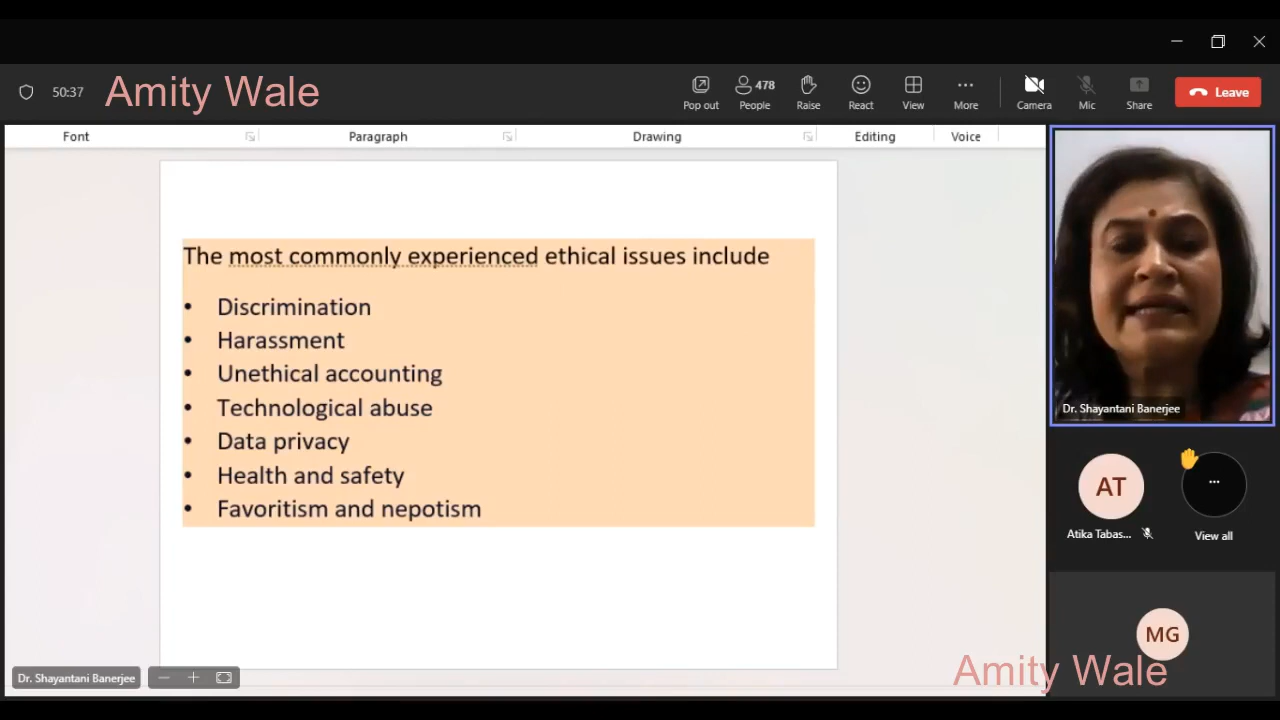 50:37
Amity Wale
Pop out
478
People
Raise
React
View
More
Camera
Mic
Share
Leave
Font
Paragraph
Drawing
Editing
Voice
The most commonly experienced ethical issues include
• Discrimination
• Harassment
• Unethical accounting
• Technological abuse
• Data privacy
• Health and safety
• Favoritism and nepotism
Dr. Shayantani Banerjee
AT
Atika Tabas...
...
View all
MG
Dr. Shayantani Banerjee
Amity Wale